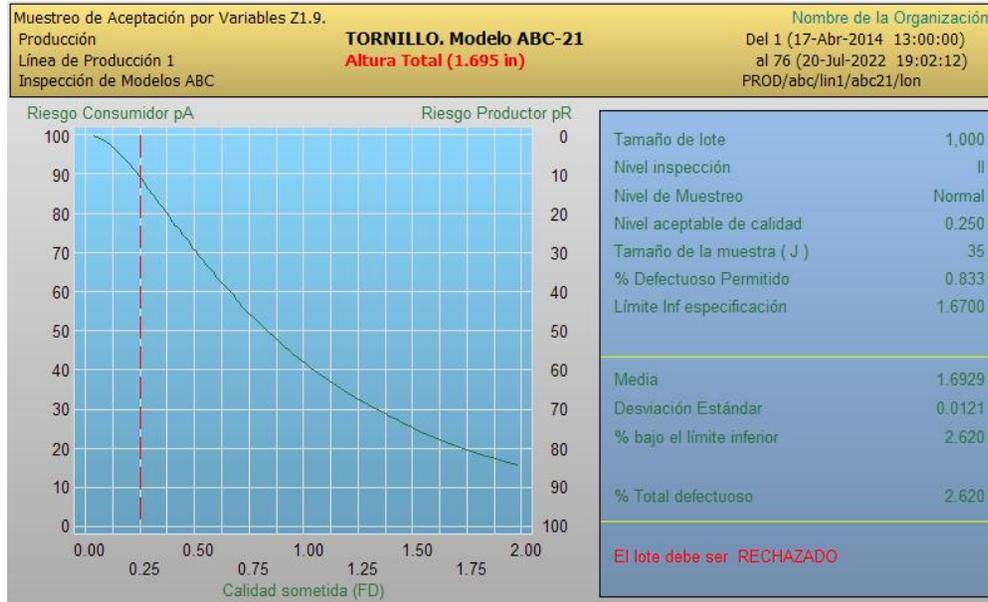 Muestreo de Aceptación por Variables Z1.9.
Producción
Línea de Producción 1
Inspección de Modelos ABC
TORNILLO. Modelo ABC-21
Altura Total (1.695 in)
Nombre de la Organización
Del 1 (17-Abr-2014 13:00:00)
al 76 (20-Jul-2022 19:02:12)
PROD/abc/lin1/abc21/lon
Riesgo Consumidor pA Riesgo Productor pR
100 0
90 10
80 20
70 30
60 40
50 50
40 60
30 70
20 80
10 90
0 100
0.00 0.50 1.00 1.50 2.00
0.25 0.75 1.25 1.75
Calidad sometida (FD)
Tamaño de lote 1,000
Nivel inspección II
Nivel de Muestreo Normal
Nivel aceptable de calidad 0.250
Tamaño de la muestra ( J ) 35
% Defectuoso Permitido 0.833
Límite Inf especificación 1.6700
Media 1.6929
Desviación Estándar 0.0121
% bajo el límite inferior 2.620
% Total defectuoso 2.620
El lote debe ser RECHAZADO